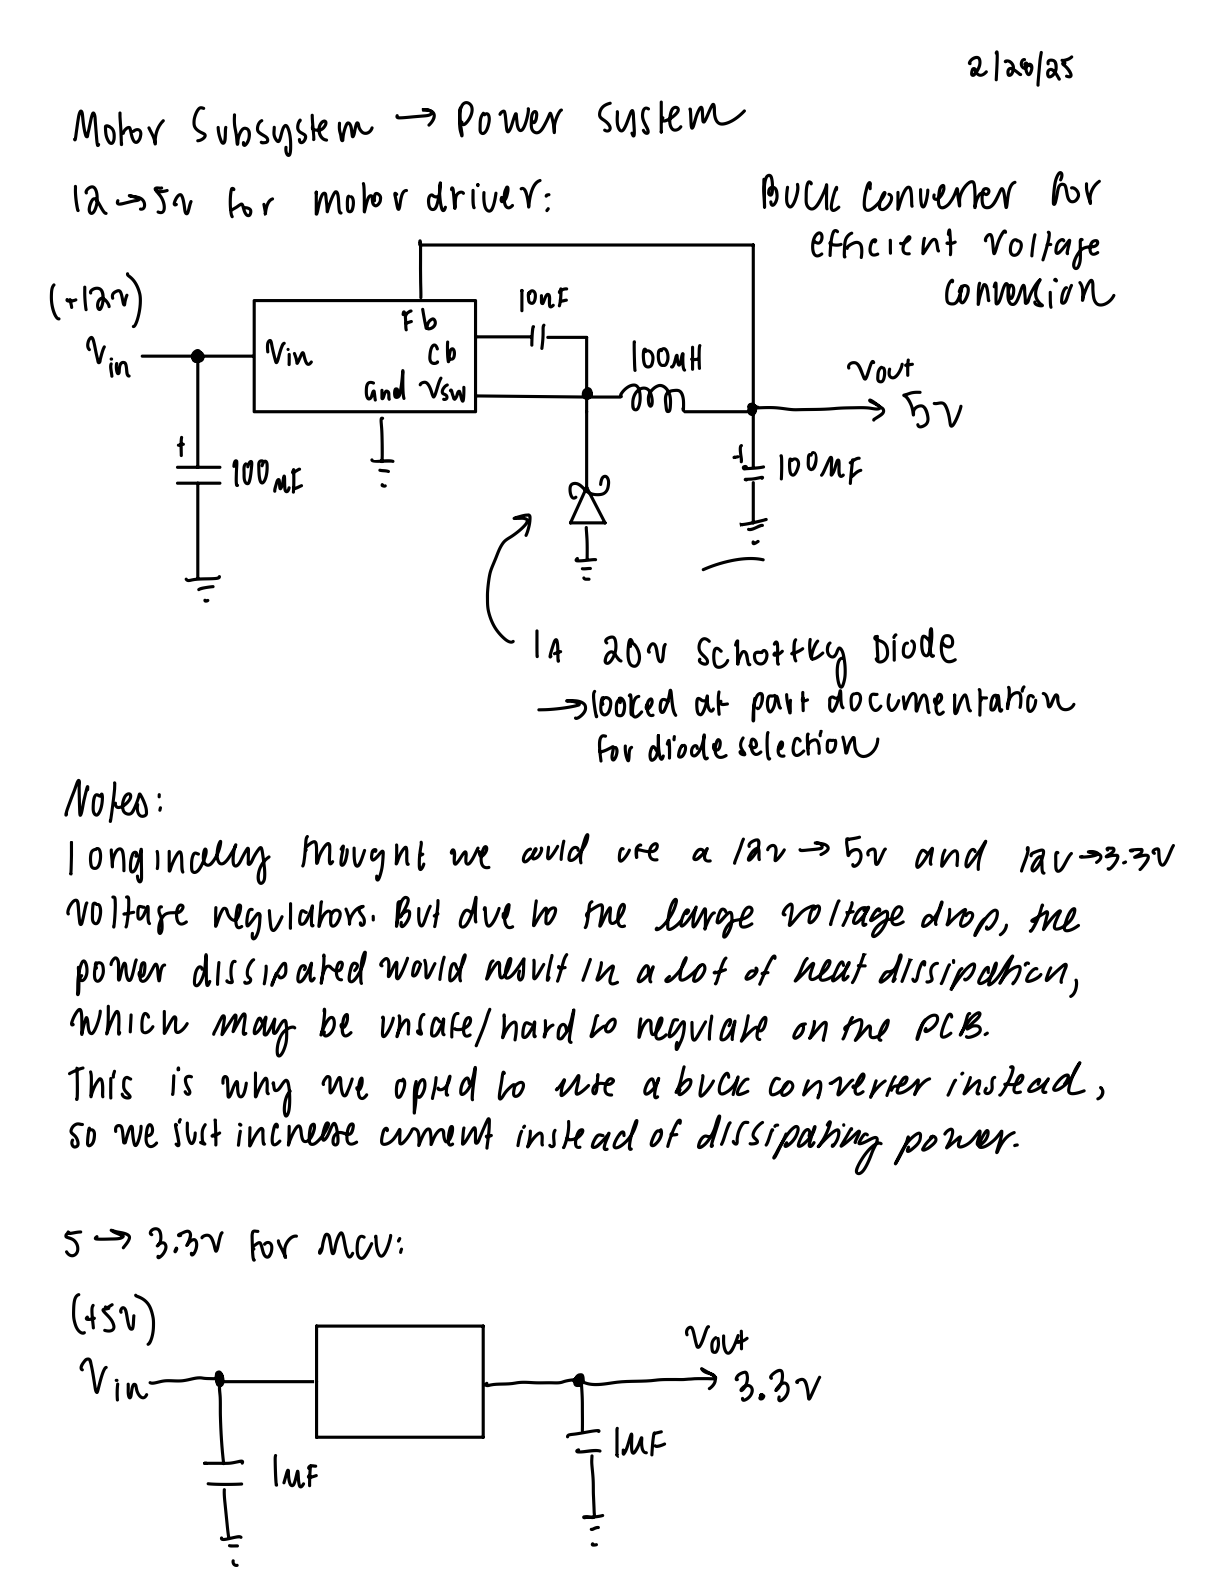 2/20/25
Motor Subsystem → Power System
12→5v for motor driver:
Buck converter for
efficient voltage
conversion
(+12v)
Vin
Vin
Fb
Cb
Gnd Vsw
10nF
100μH
Vout
5v
+
100μF
+
100μF
1A 20v Schottky Diode
→ looked at part documentation
for diode selection
Notes:
I originally thought we could use a 12v → 5v and 12v→3.3v
voltage regulators. But due to the large voltage drop, the
power dissipated would result in a lot of heat dissipation,
which may be unsafe/hard to regulate on the PCB.
This is why we opted to use a buck converter instead,
so we just increase current instead of dissipating power.
5 → 3.3v for MCU:
(+5v)
Vin
Vout
3.3v
1μF
1μF